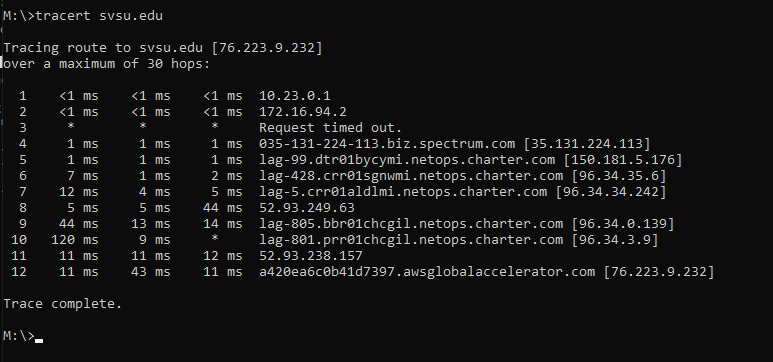 M:\>tracert svsu.edu
Tracing route to svsu.edu [76.223.9.232]
over a maximum of 30 hops:
1 <1 ms <1 ms <1 ms 10.23.0.1
2 <1 ms <1 ms <1 ms 172.16.94.2
3 * * * Request timed out.
4 1 ms 1 ms 1 ms 035-131-224-113.biz.spectrum.com [35.131.224.113]
5 1 ms 1 ms 1 ms lag-99.dtr01bycymi.netops.charter.com [150.181.5.176]
6 7 ms 1 ms 2 ms lag-428.crr01sgnwmi.netops.charter.com [96.34.35.6]
7 12 ms 4 ms 5 ms lag-5.crr01aldlmi.netops.charter.com [96.34.34.242]
8 5 ms 5 ms 44 ms 52.93.249.63
9 44 ms 13 ms 14 ms lag-805.bbr01chcgil.netops.charter.com [96.34.0.139]
10 120 ms 9 ms * lag-801.prr01chcgil.netops.charter.com [96.34.3.9]
11 11 ms 11 ms 12 ms 52.93.238.157
12 11 ms 43 ms 11 ms a420ea6c0b41d7397.awsglobalaccelerator.com [76.223.9.232]
Trace complete.
M:\>